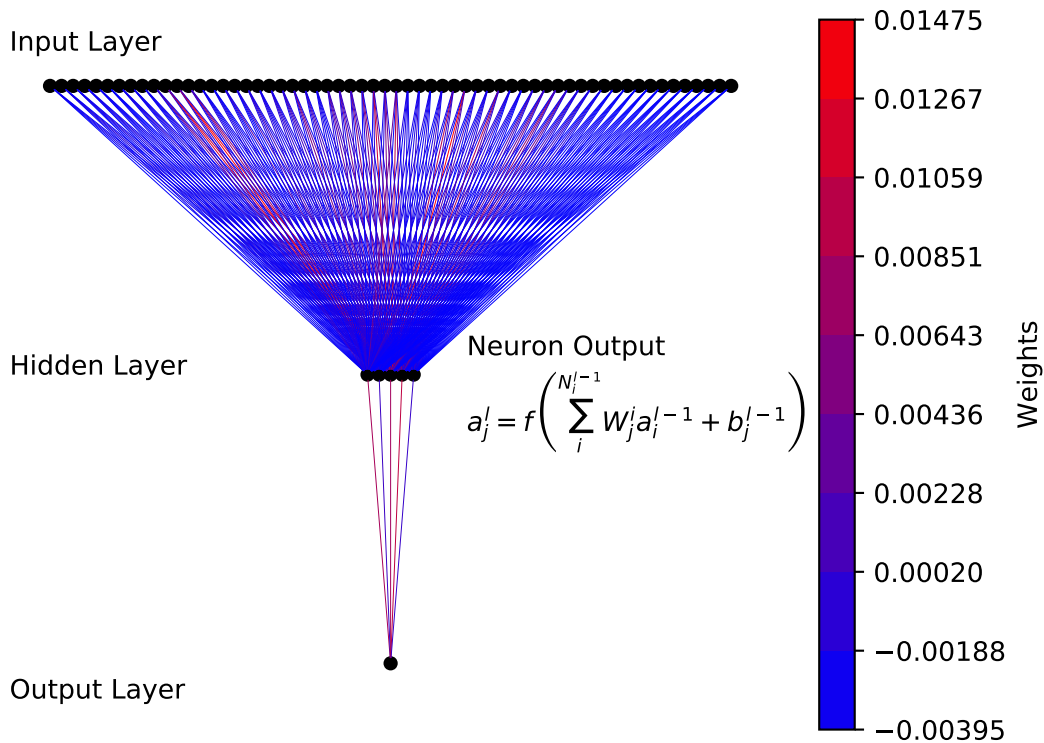 Input Layer
Hidden Layer
Neuron Output
a_j^l = f(∑_i^{N_i^{l−1}} W_j^i a_i^{l−1} + b_j^{l−1})
Output Layer
0.01475
0.01267
0.01059
0.00851
0.00643
0.00436
0.00228
0.00020
−0.00188
−0.00395
Weights